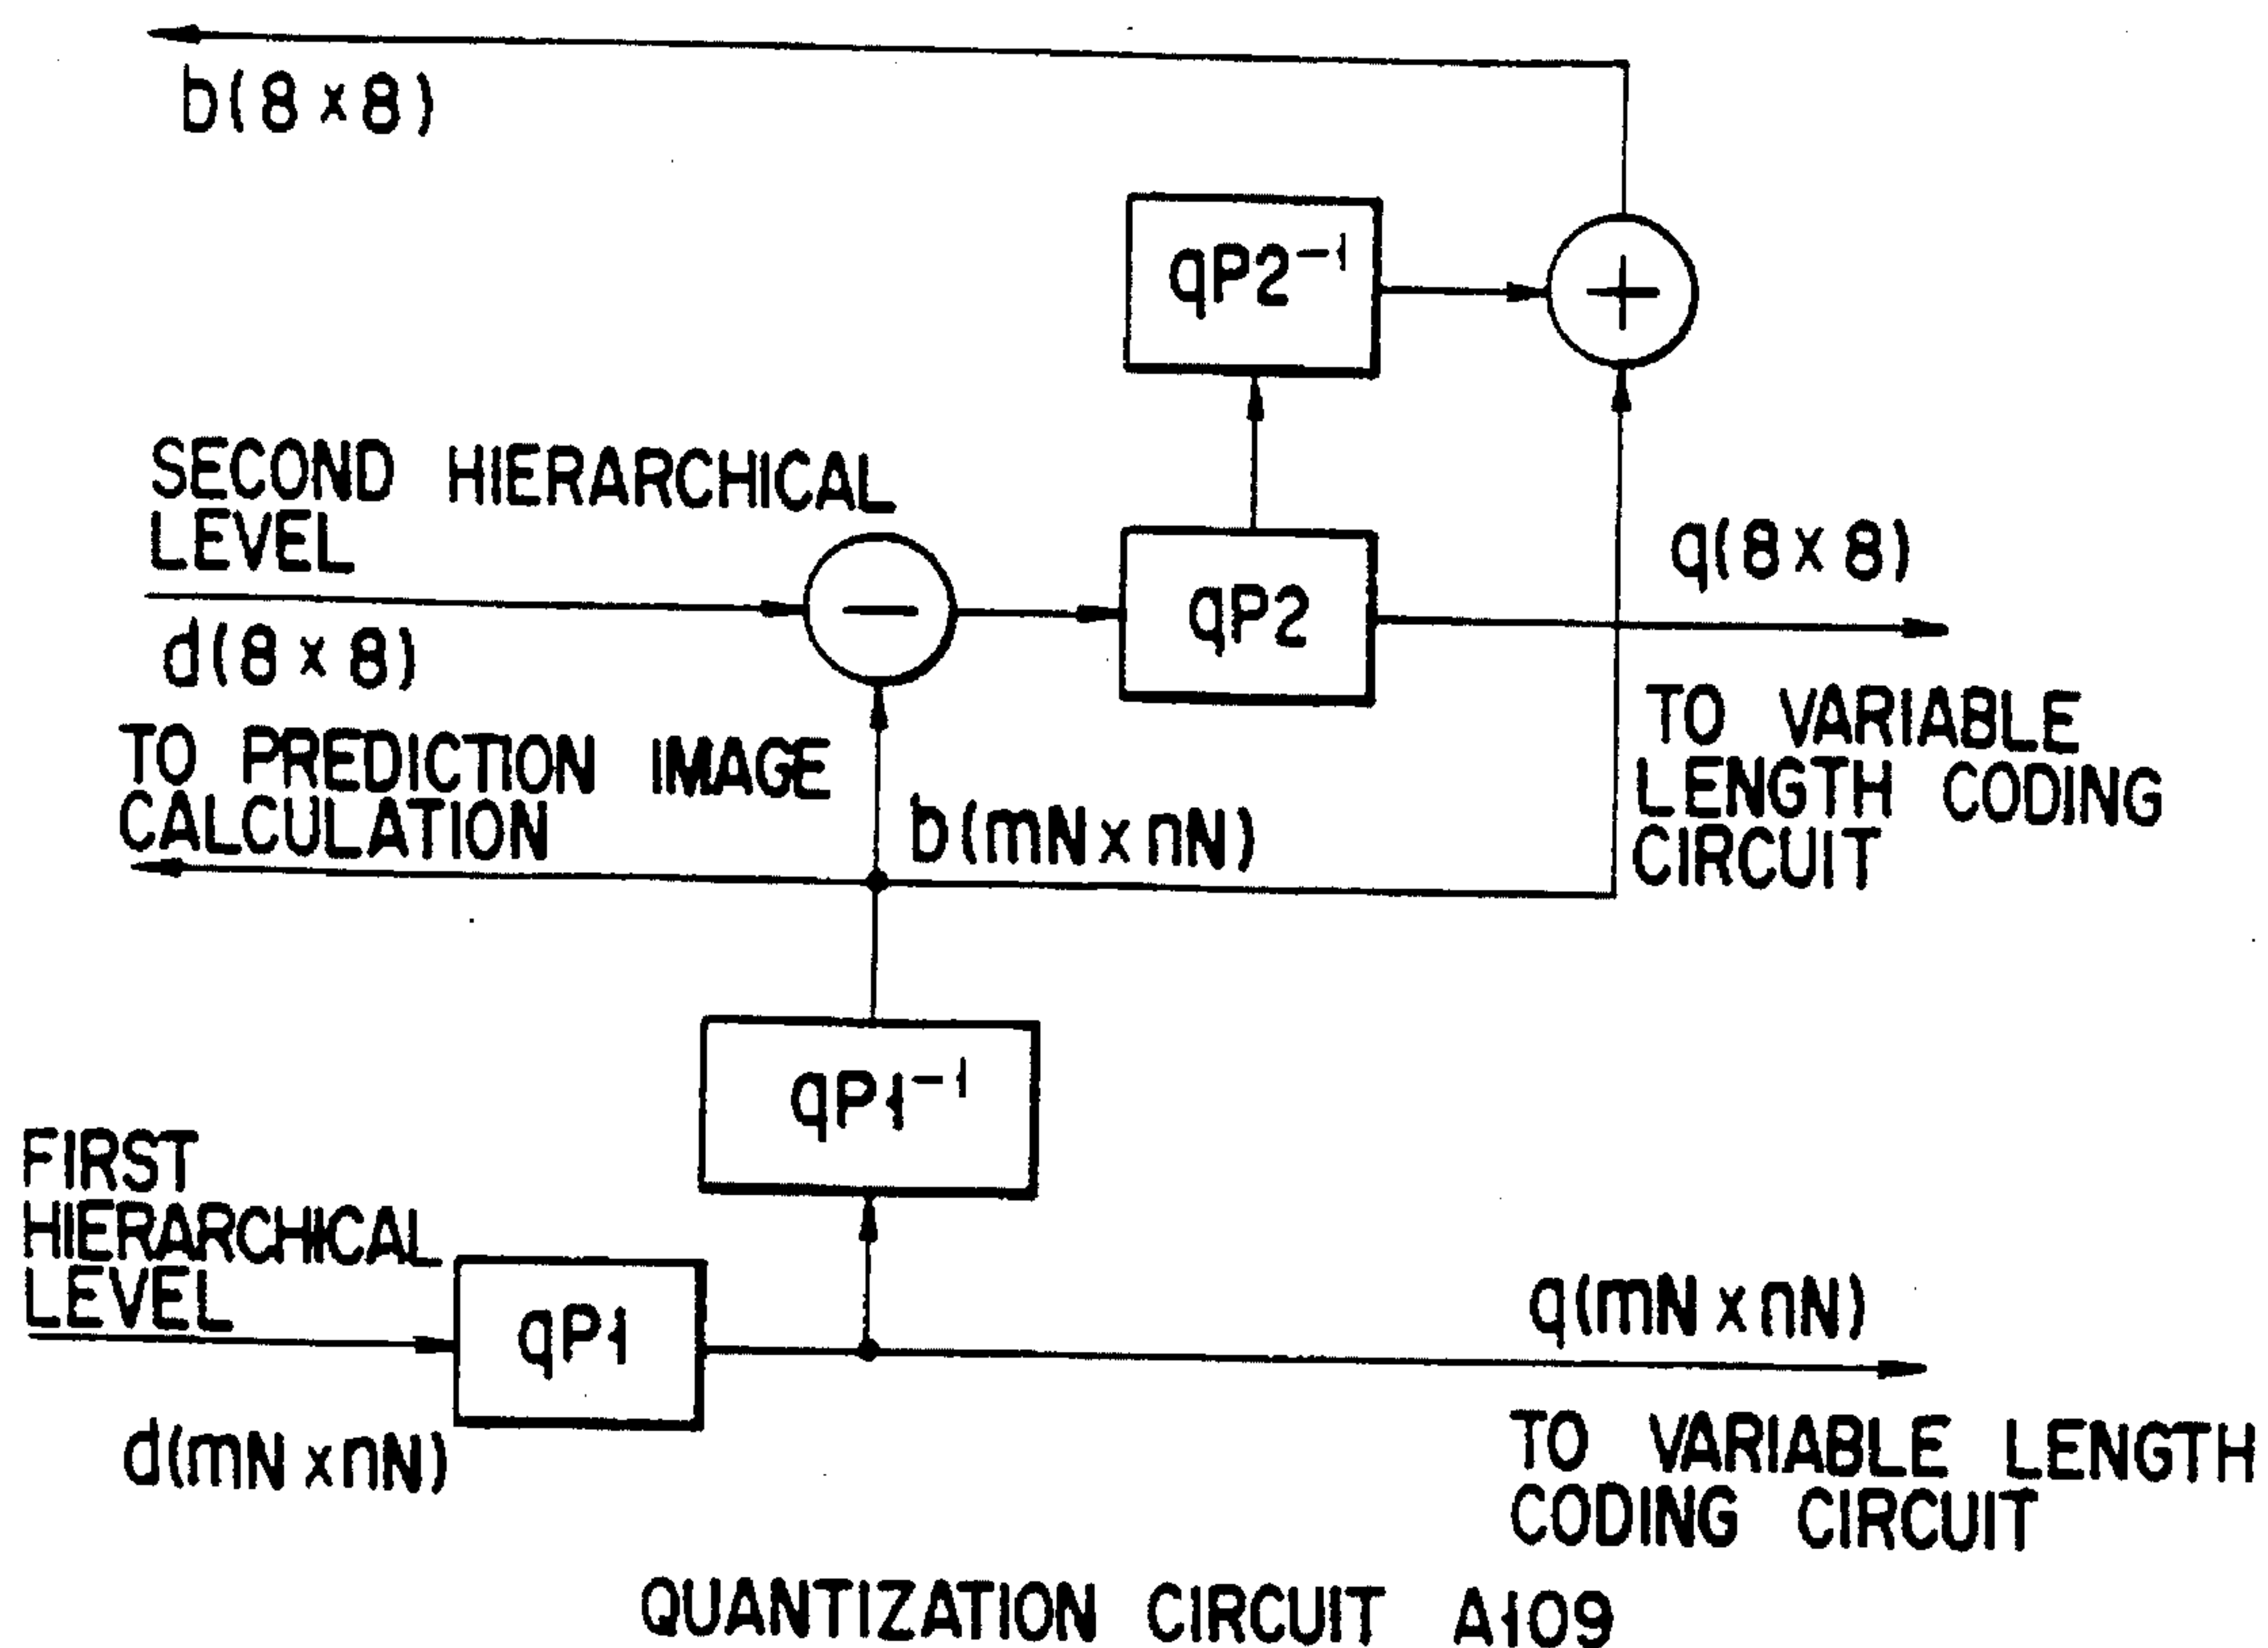 b(8×8)
qP2⁻¹
+
SECOND HIERARCHICAL
LEVEL
d(8×8)
−
qP2
q(8×8)
TO VARIABLE
LENGTH CODING
CIRCUIT
TO PREDICTION IMAGE
CALCULATION
b(mN×nN)
qP1⁻¹
FIRST
HIERARCHICAL
LEVEL
d(mN×nN)
qP1
q(mN×nN)
TO VARIABLE LENGTH
CODING CIRCUIT
QUANTIZATION CIRCUIT A109